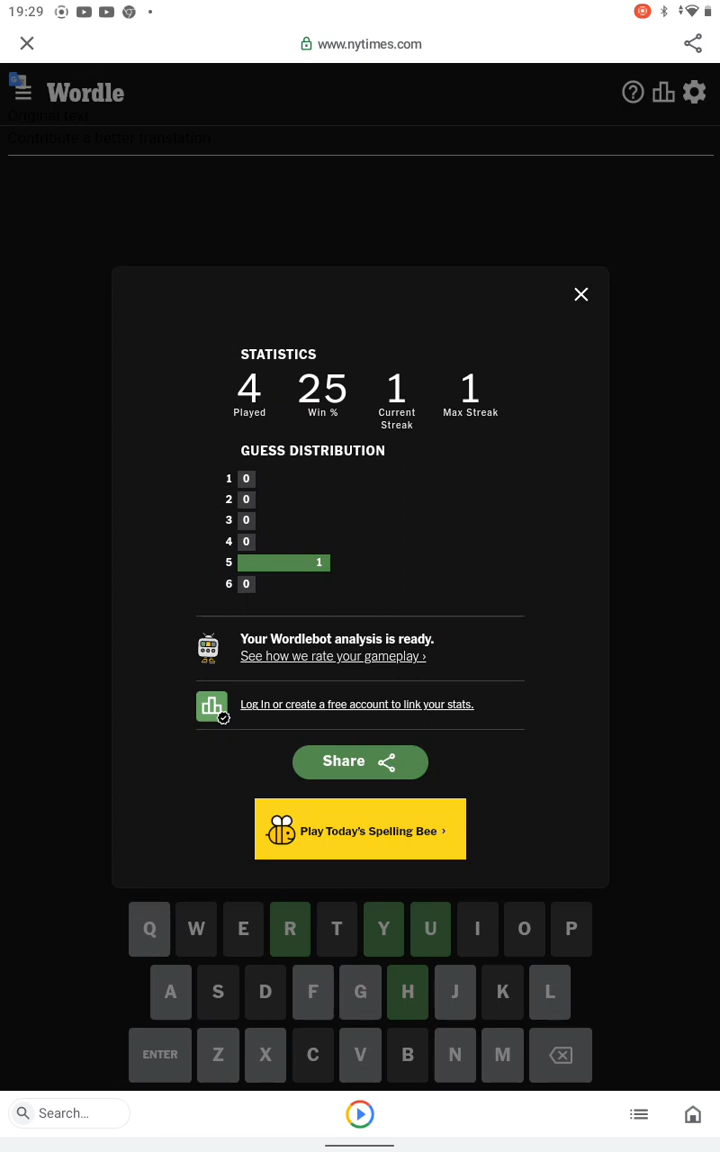 19:29
www.nytimes.com
Wordle
Original text
Contribute a better translation
STATISTICS
4 25 1 1
Played Win % Current Streak Max Streak
GUESS DISTRIBUTION
1 0
2 0
3 0
4 0
5 1
6 0
Your Wordlebot analysis is ready.
See how we rate your gameplay ›
Log In or create a free account to link your stats.
Share
Play Today's Spelling Bee ›
Q W E R T Y U I O P
A S D F G H J K L
ENTER Z X C V B N M
Search...